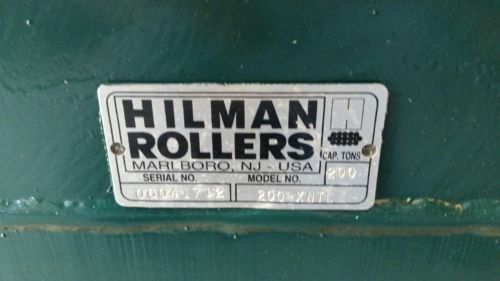 HILMAN
ROLLERS
MARLBORO, NJ - USA
CAP. TONS
SERIAL NO.
MODEL NO.
200